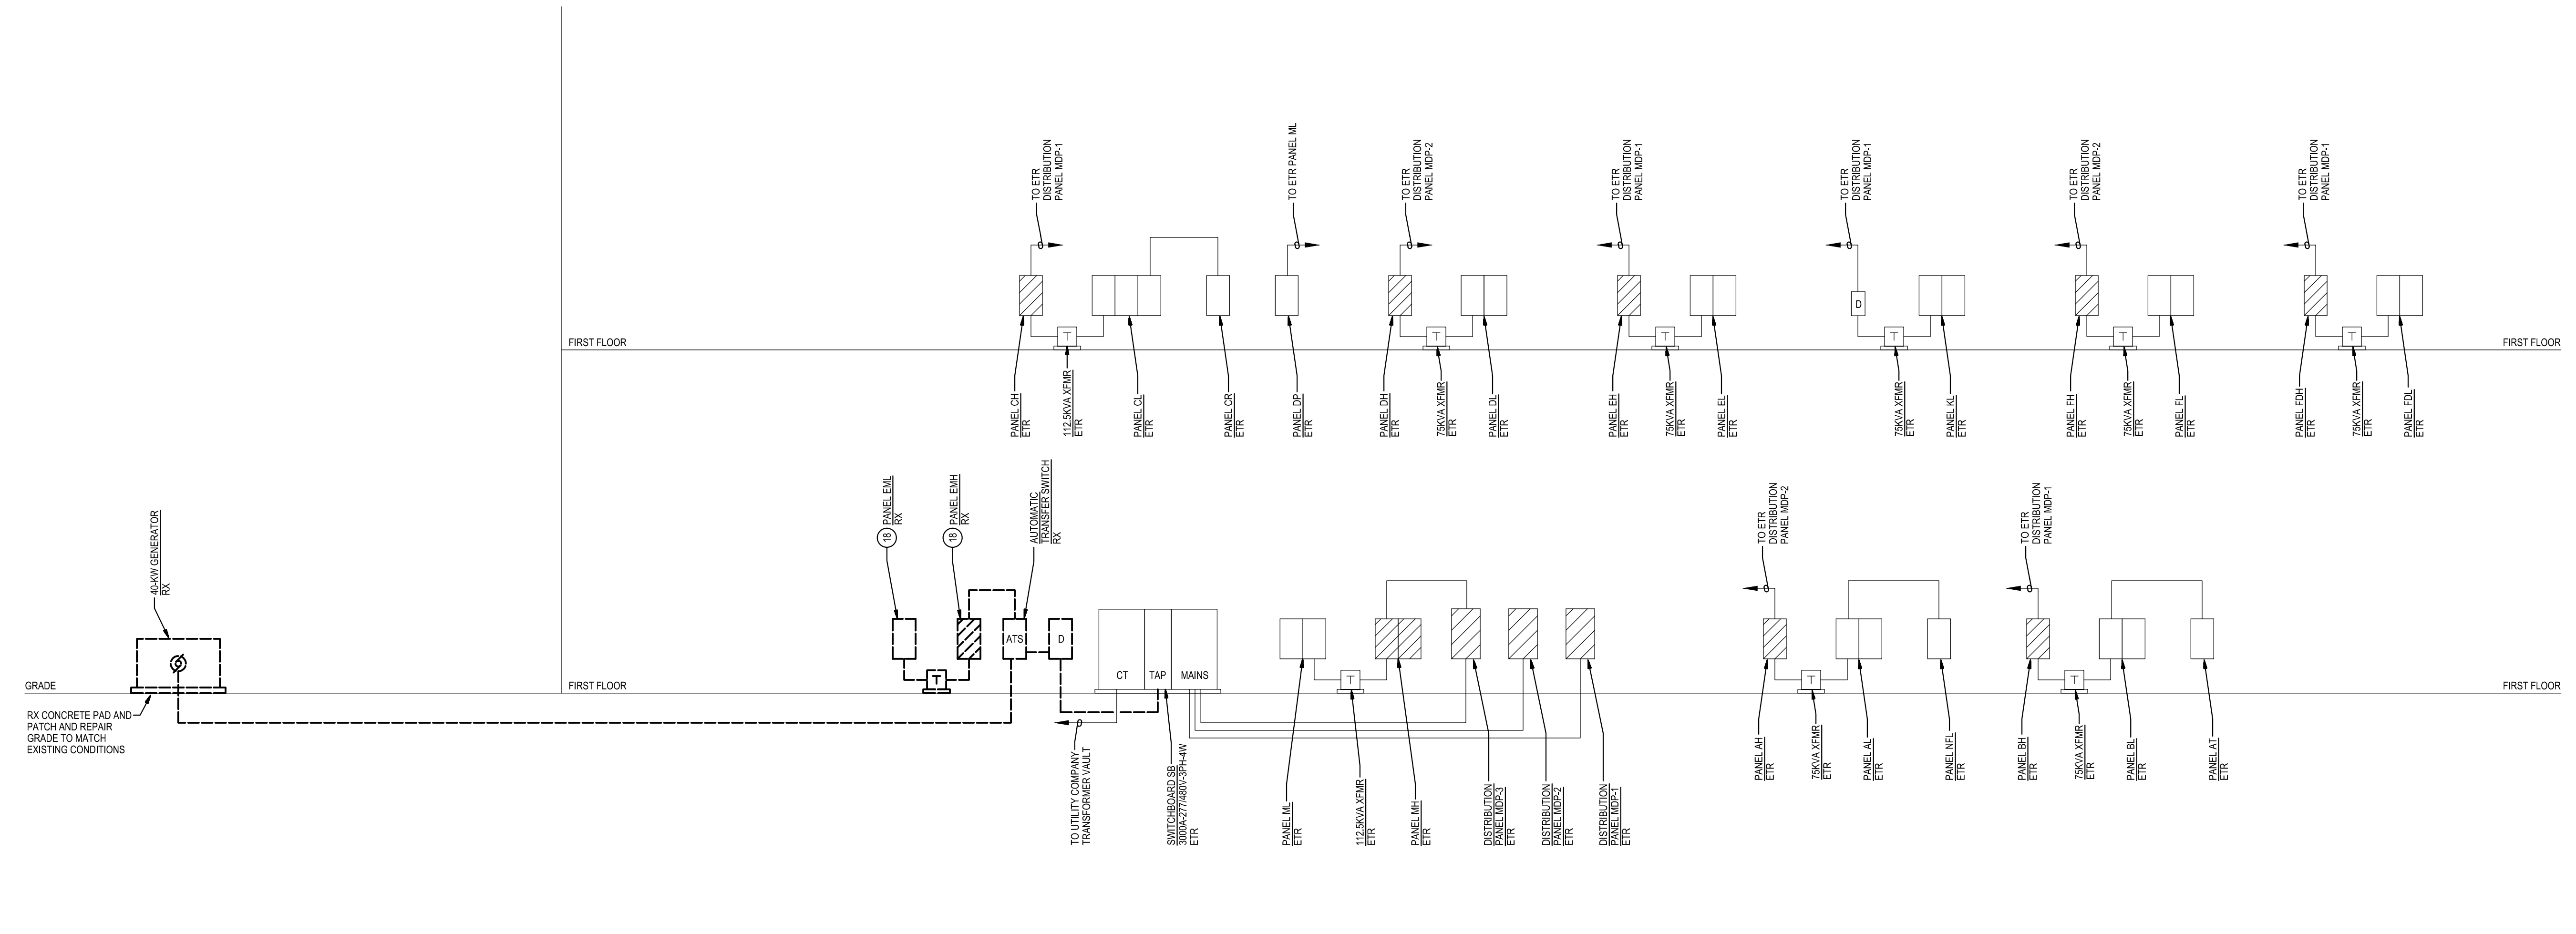 TO ETR
DISTRIBUTION
PANEL MDP-1
TO ETR PANEL ML
TO ETR
DISTRIBUTION
PANEL MDP-2
TO ETR
DISTRIBUTION
PANEL MDP-1
TO ETR
DISTRIBUTION
PANEL MDP-1
TO ETR
DISTRIBUTION
PANEL MDP-2
TO ETR
DISTRIBUTION
PANEL MDP-1
D
T
T
T
T
T
T
FIRST FLOOR
FIRST FLOOR
PANEL CH
ETR
112.5KVA XFMR
ETR
PANEL CL
ETR
PANEL CR
ETR
PANEL DP
ETR
PANEL DH
ETR
75KVA XFMR
ETR
PANEL DL
ETR
PANEL EH
ETR
75KVA XFMR
ETR
PANEL EL
ETR
75KVA XFMR
ETR
PANEL KL
ETR
PANEL FH
ETR
75KVA XFMR
ETR
PANEL FL
ETR
PANEL FDH
ETR
75KVA XFMR
ETR
PANEL FDL
ETR
40-KW GENERATOR
RX
18
PANEL EML
RX
18
PANEL EMH
RX
AUTOMATIC
TRANSFER SWITCH
RX
TO ETR
DISTRIBUTION
PANEL MDP-2
TO ETR
DISTRIBUTION
PANEL MDP-1
ATS
D
T
CT
TAP
MAINS
T
T
T
GRADE
FIRST FLOOR
FIRST FLOOR
RX CONCRETE PAD AND
PATCH AND REPAIR
GRADE TO MATCH
EXISTING CONDITIONS
TO UTILITY COMPANY
TRANSFORMER VAULT
SWITCHBOARD SB
3000A-277/480V-3PH-4W
ETR
PANEL ML
ETR
112.5KVA XFMR
ETR
PANEL MH
ETR
DISTRIBUTION
PANEL MDP-3
ETR
DISTRIBUTION
PANEL MDP-2
ETR
DISTRIBUTION
PANEL MDP-1
ETR
PANEL AH
ETR
75KVA XFMR
ETR
PANEL AL
ETR
PANEL NFL
ETR
PANEL BH
ETR
75KVA XFMR
ETR
PANEL BL
ETR
PANEL AT
ETR